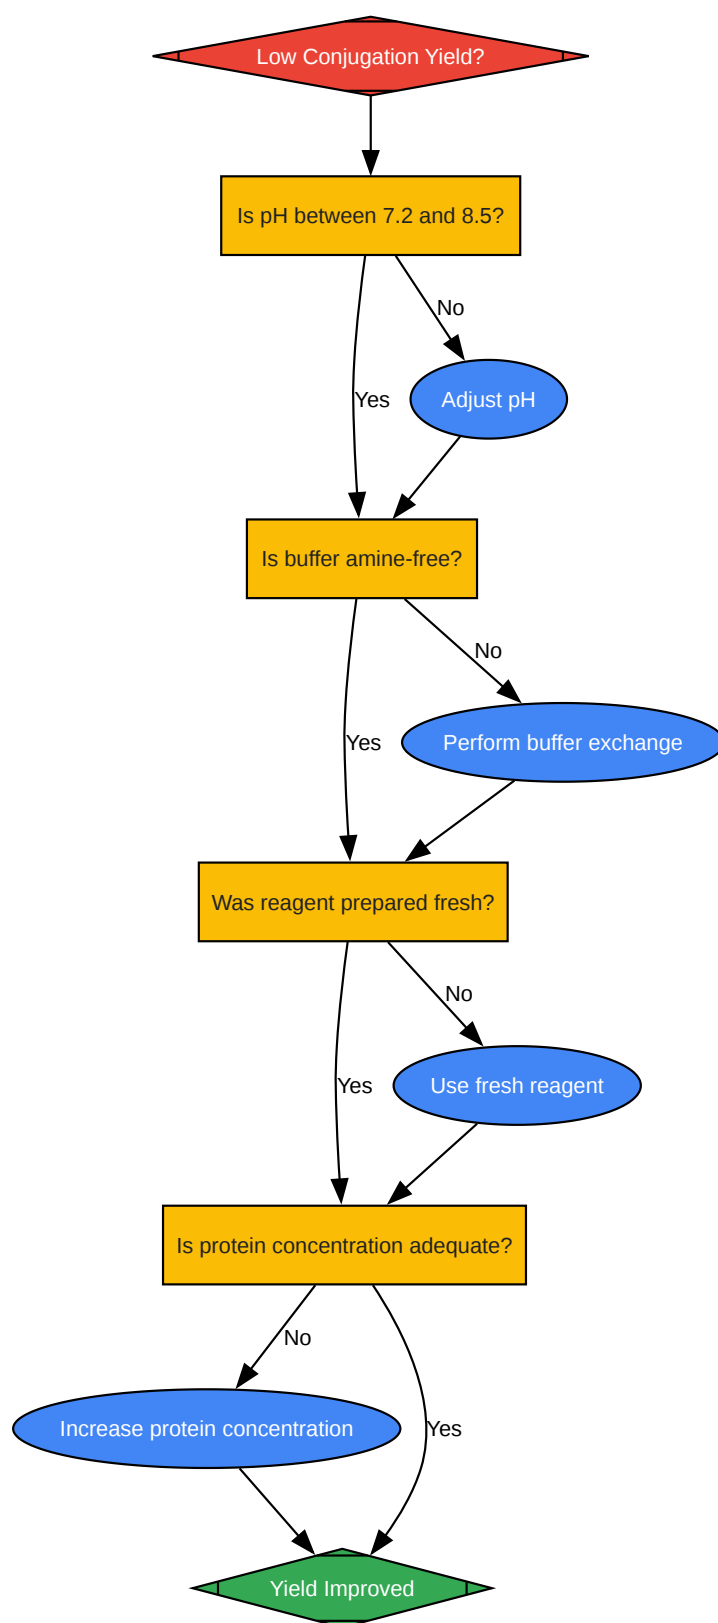 Low Conjugation Yield?
Is pH between 7.2 and 8.5?
No
Yes
Adjust pH
Is buffer amine-free?
No
Yes
Perform buffer exchange
Was reagent prepared fresh?
No
Yes
Use fresh reagent
Is protein concentration adequate?
No
Increase protein concentration
Yes
Yield Improved